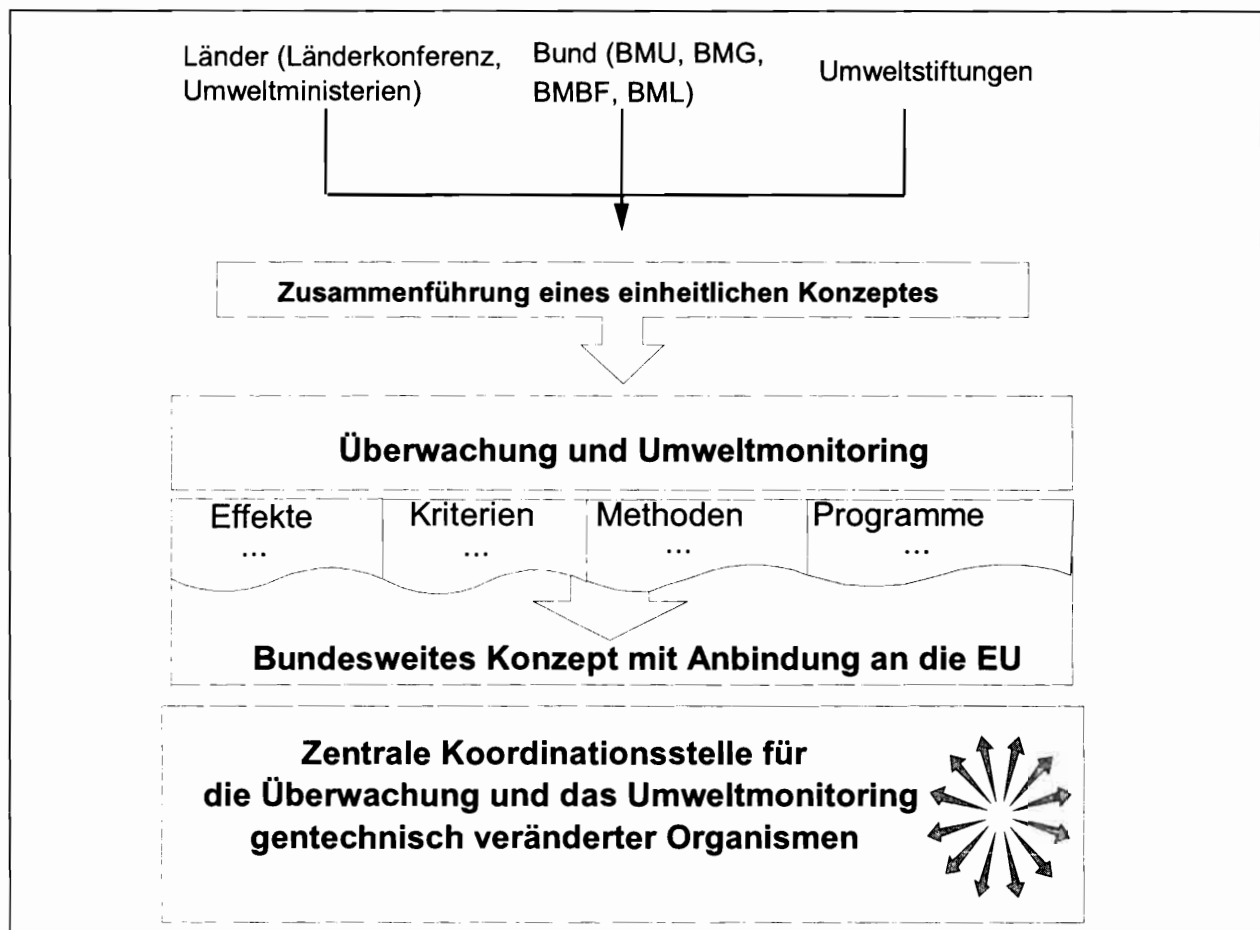 Länder (Länderkonferenz,
Umweltministerien)
Bund (BMU, BMG,
BMBF, BML)
Umweltstiftungen
Zusammenführung eines einheitlichen Konzeptes
Überwachung und Umweltmonitoring
Effekte
...
Kriterien
...
Methoden
...
Programme
...
Bundesweites Konzept mit Anbindung an die EU
Zentrale Koordinationsstelle für
die Überwachung und das Umweltmonitoring
gentechnisch veränderter Organismen